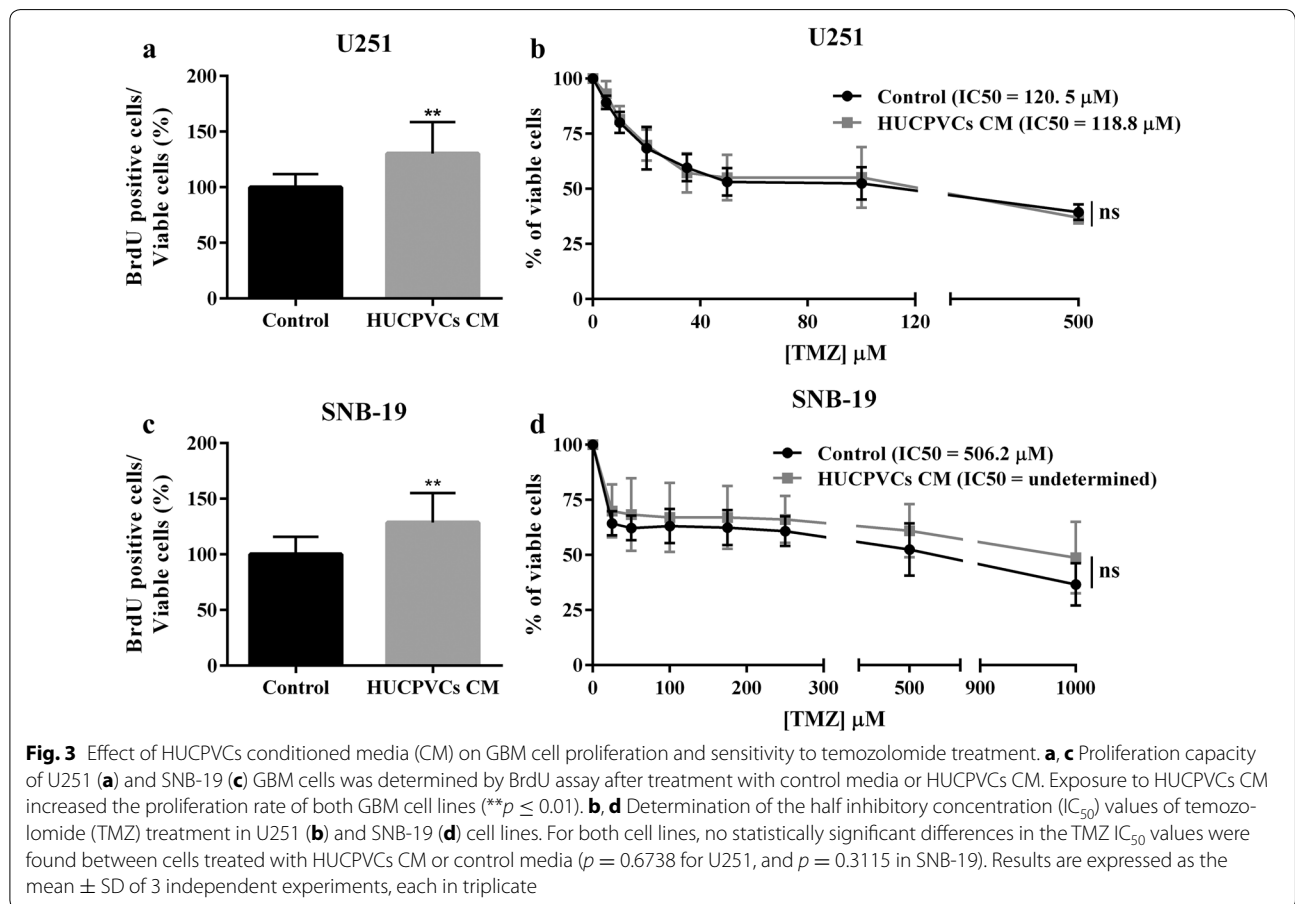 a
U251
BrdU positive cells/
Viable cells (%)
200
150
100
50
0
**
Control
HUCPVCs CM
b
U251
% of viable cells
100
75
50
25
0
Control (IC50 = 120. 5 μM)
HUCPVCs CM (IC50 = 118.8 μM)
ns
0
40
80
120
500
[TMZ] μM
c
SNB-19
BrdU positive cells/
Viable cells (%)
200
150
100
50
0
**
Control
HUCPVCs CM
d
SNB-19
% of viable cells
100
75
50
25
0
Control (IC50 = 506.2 μM)
HUCPVCs CM (IC50 = undetermined)
ns
0
100
200
300
500
900
1000
[TMZ] μM
Fig. 3 Effect of HUCPVCs conditioned media (CM) on GBM cell proliferation and sensitivity to temozolomide treatment. a, c Proliferation capacity
of U251 (a) and SNB-19 (c) GBM cells was determined by BrdU assay after treatment with control media or HUCPVCs CM. Exposure to HUCPVCs CM
increased the proliferation rate of both GBM cell lines (**p ≤ 0.01). b, d Determination of the half inhibitory concentration (IC50) values of temozo-
lomide (TMZ) treatment in U251 (b) and SNB-19 (d) cell lines. For both cell lines, no statistically significant differences in the TMZ IC50 values were
found between cells treated with HUCPVCs CM or control media (p = 0.6738 for U251, and p = 0.3115 in SNB-19). Results are expressed as the
mean ± SD of 3 independent experiments, each in triplicate